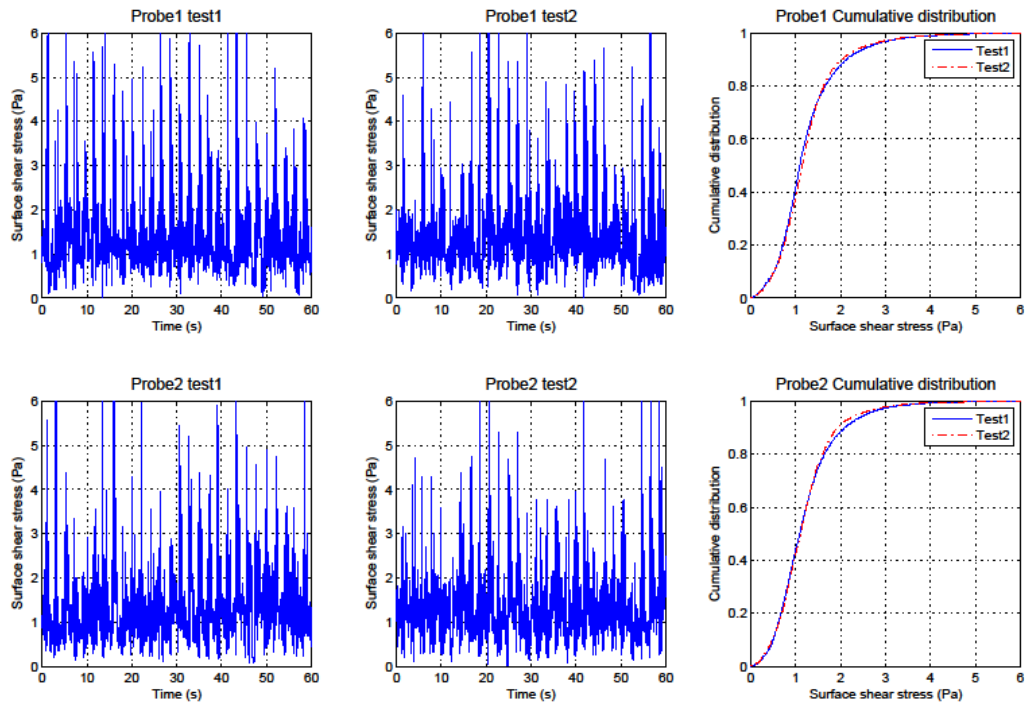 Probe1 test1
Surface shear stress (Pa)
6
5
4
3
2
1
0
0 10 20 30 40 50 60
Time (s)
Probe1 test2
Surface shear stress (Pa)
6
5
4
3
2
1
0
0 10 20 30 40 50 60
Time (s)
Probe1 Cumulative distribution
Cumulative distribution
1
0.8
0.6
0.4
0.2
0
Test1
Test2
0 1 2 3 4 5 6
Surface shear stress (Pa)
Probe2 test1
Surface shear stress (Pa)
6
5
4
3
2
1
0
0 10 20 30 40 50 60
Time (s)
Probe2 test2
Surface shear stress (Pa)
6
5
4
3
2
1
0
0 10 20 30 40 50 60
Time (s)
Probe2 Cumulative distribution
Cumulative distribution
1
0.8
0.6
0.4
0.2
0
Test1
Test2
0 1 2 3 4 5 6
Surface shear stress (Pa)